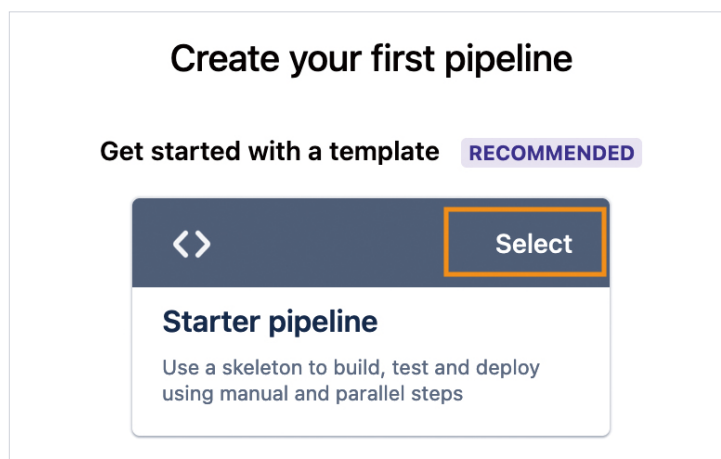 Create your first pipeline
Get started with a template RECOMMENDED
Select
Starter pipeline
Use a skeleton to build, test and deploy
using manual and parallel steps